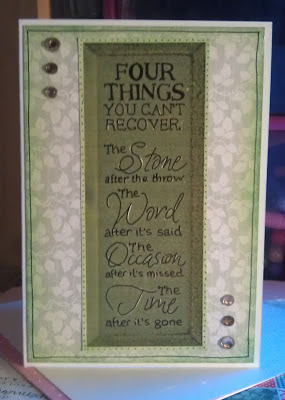 FOUR
THINGS
YOU CAN'T
RECOVER.
The Stone
after the throw
The Word
after it's said
The Occasion
after it's missed
The Time
after it's gone